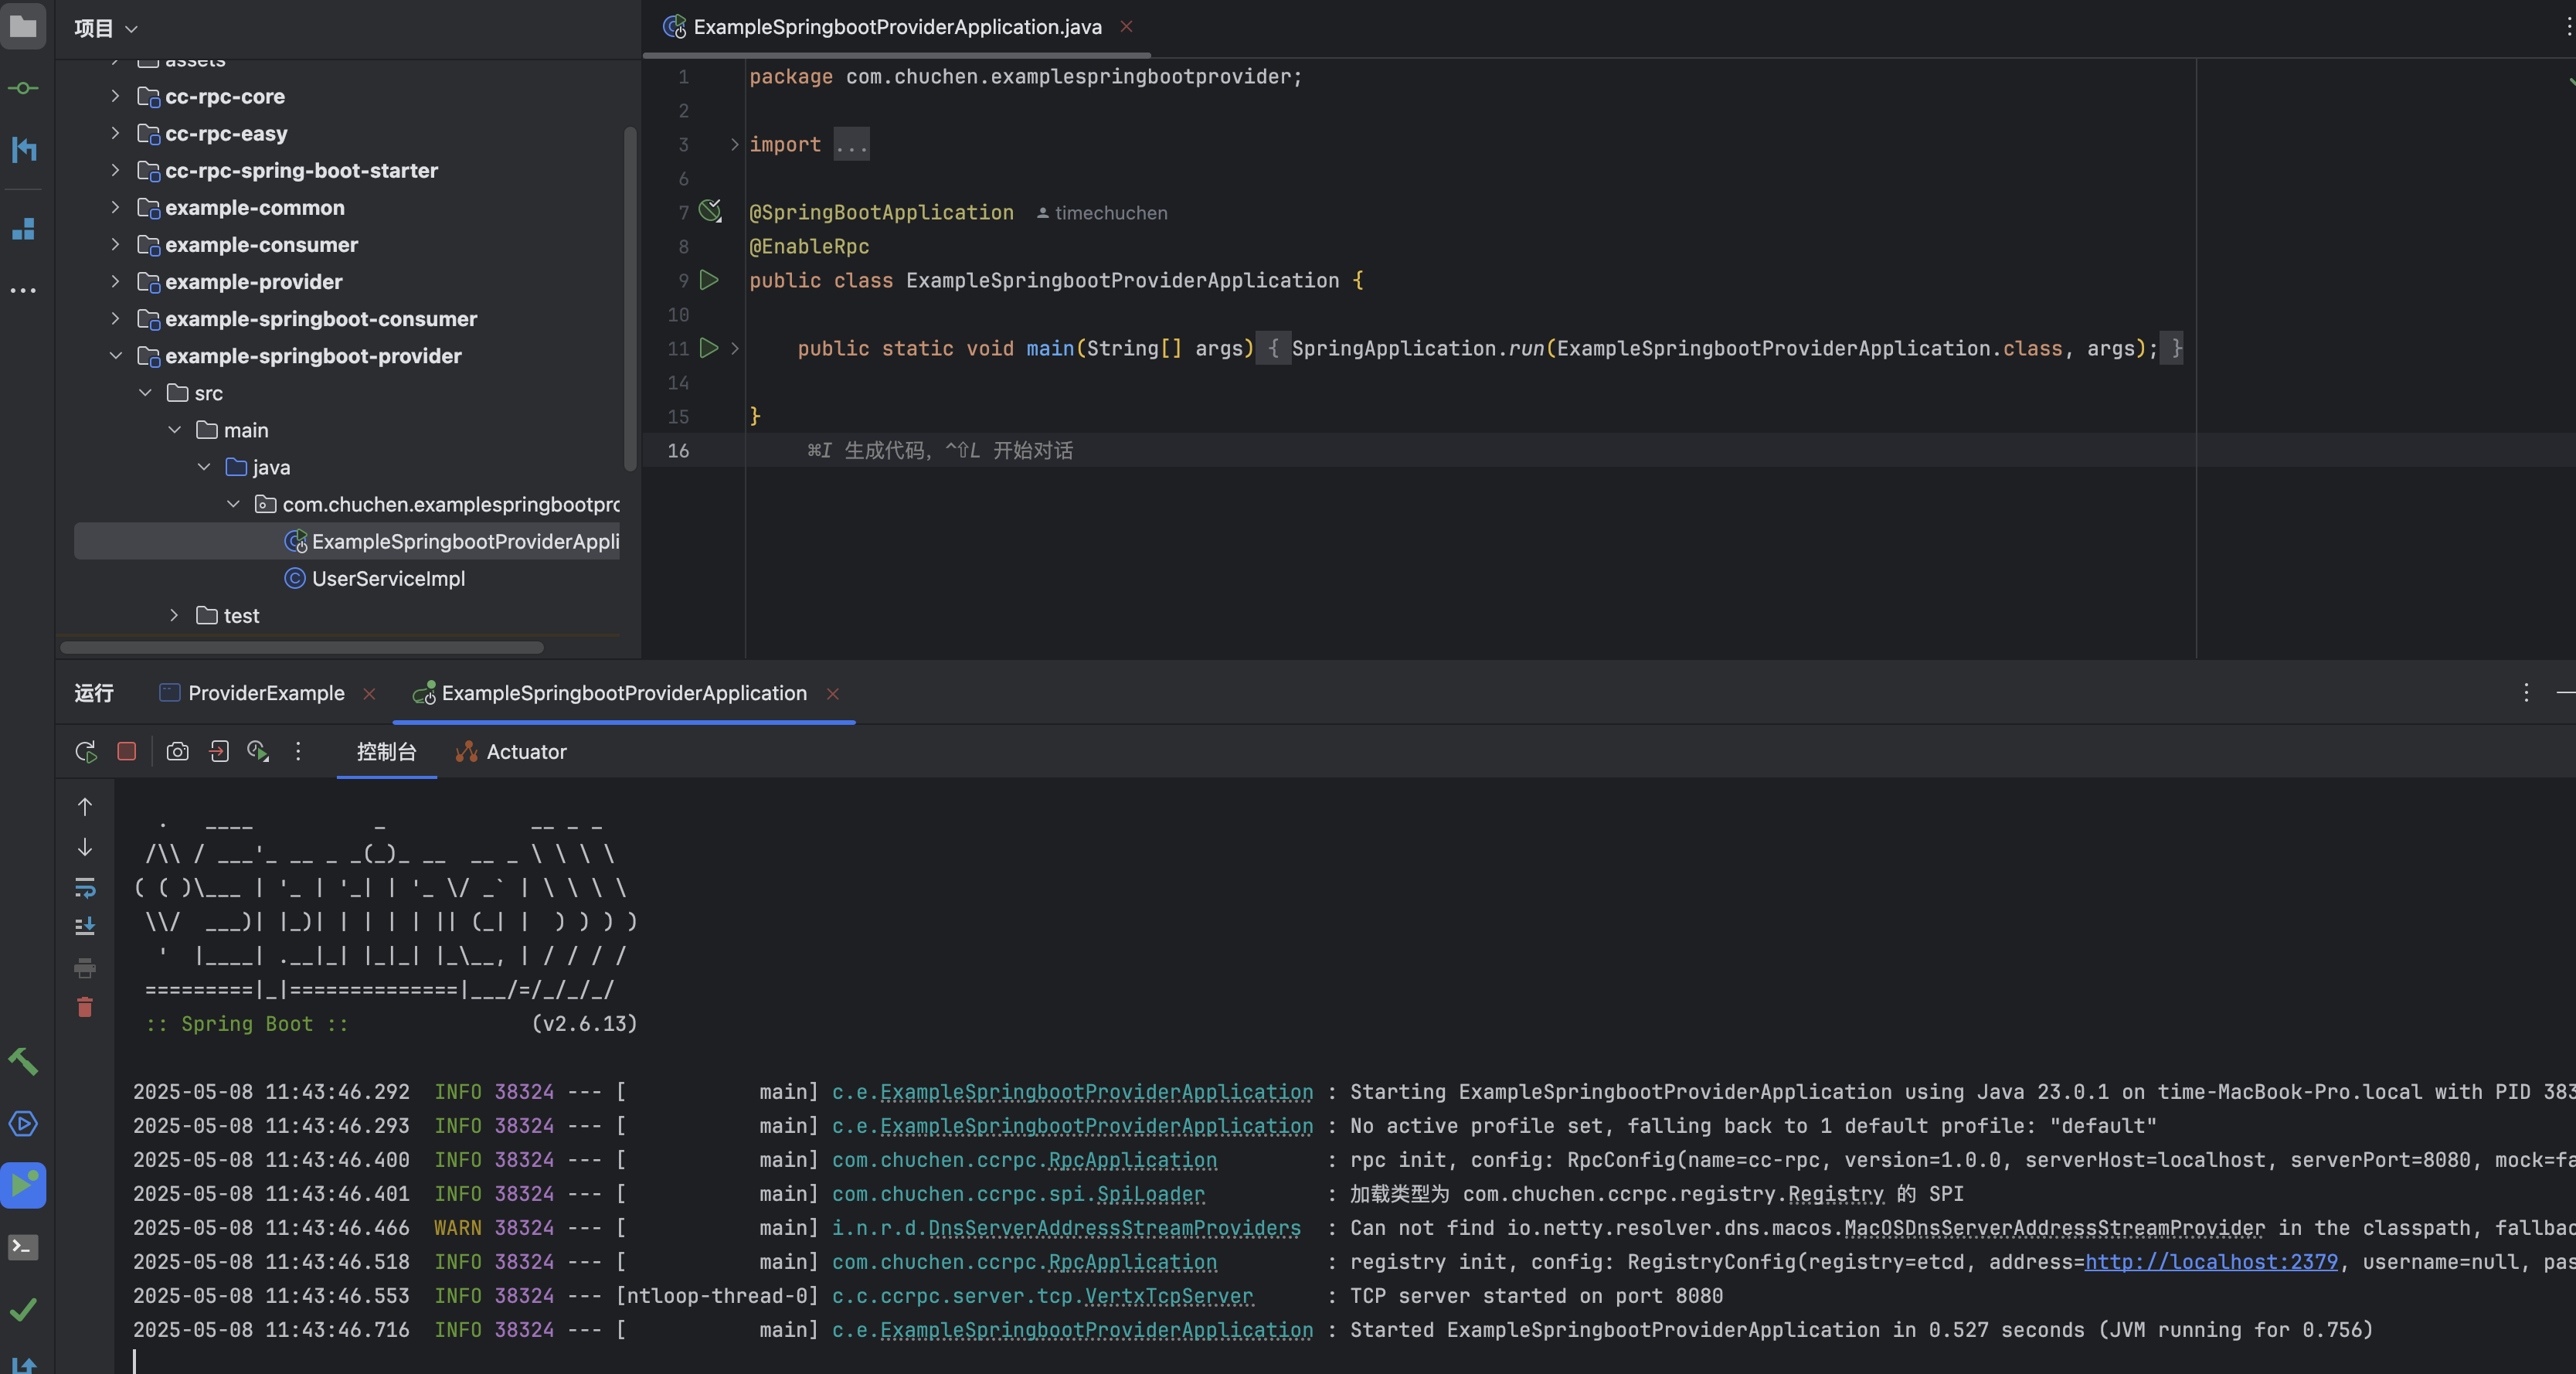 项目
assets
cc-rpc-core
cc-rpc-easy
cc-rpc-spring-boot-starter
example-common
example-consumer
example-provider
example-springboot-consumer
example-springboot-provider
src
main
java
com.chuchen.examplespringbootpro
ExampleSpringbootProviderAppli
UserServiceImpl
test
ExampleSpringbootProviderApplication.java
1 package com.chuchen.examplespringbootprovider;
2
3 import ...
6
7 @SpringBootApplication timechuchen
8 @EnableRpc
9 public class ExampleSpringbootProviderApplication {
10
11 public static void main(String[] args) { SpringApplication.run(ExampleSpringbootProviderApplication.class, args); }
14
15 }
16 ⌘I 生成代码, ^⇧L 开始对话
运行 ProviderExample ExampleSpringbootProviderApplication
控制台 Actuator
  .   ____          _            __ _ _
 /\\ / ___'_ __ _ _(_)_ __  __ _ \ \ \ \
( ( )\___ | '_ | '_| | '_ \/ _` | \ \ \ \
 \\/  ___)| |_)| | | | | || (_| |  ) ) ) )
  '  |____| .__|_| |_|_| |_\__, | / / / /
 =========|_|==============|___/=/_/_/_/
 :: Spring Boot ::                (v2.6.13)
2025-05-08 11:43:46.292  INFO 38324 --- [           main] c.e.ExampleSpringbootProviderApplication : Starting ExampleSpringbootProviderApplication using Java 23.0.1 on time-MacBook-Pro.local with PID 383
2025-05-08 11:43:46.293  INFO 38324 --- [           main] c.e.ExampleSpringbootProviderApplication : No active profile set, falling back to 1 default profile: "default"
2025-05-08 11:43:46.400  INFO 38324 --- [           main] com.chuchen.ccrpc.RpcApplication         : rpc init, config: RpcConfig(name=cc-rpc, version=1.0.0, serverHost=localhost, serverPort=8080, mock=fa
2025-05-08 11:43:46.401  INFO 38324 --- [           main] com.chuchen.ccrpc.spi.SpiLoader          : 加载类型为 com.chuchen.ccrpc.registry.Registry 的 SPI
2025-05-08 11:43:46.466  WARN 38324 --- [           main] i.n.r.d.DnsServerAddressStreamProviders  : Can not find io.netty.resolver.dns.macos.MacOSDnsServerAddressStreamProvider in the classpath, fallbac
2025-05-08 11:43:46.518  INFO 38324 --- [           main] com.chuchen.ccrpc.RpcApplication         : registry init, config: RegistryConfig(registry=etcd, address=http://localhost:2379, username=null, pas
2025-05-08 11:43:46.553  INFO 38324 --- [ntloop-thread-0] c.c.ccrpc.server.tcp.VertxTcpServer      : TCP server started on port 8080
2025-05-08 11:43:46.716  INFO 38324 --- [           main] c.e.ExampleSpringbootProviderApplication : Started ExampleSpringbootProviderApplication in 0.527 seconds (JVM running for 0.756)